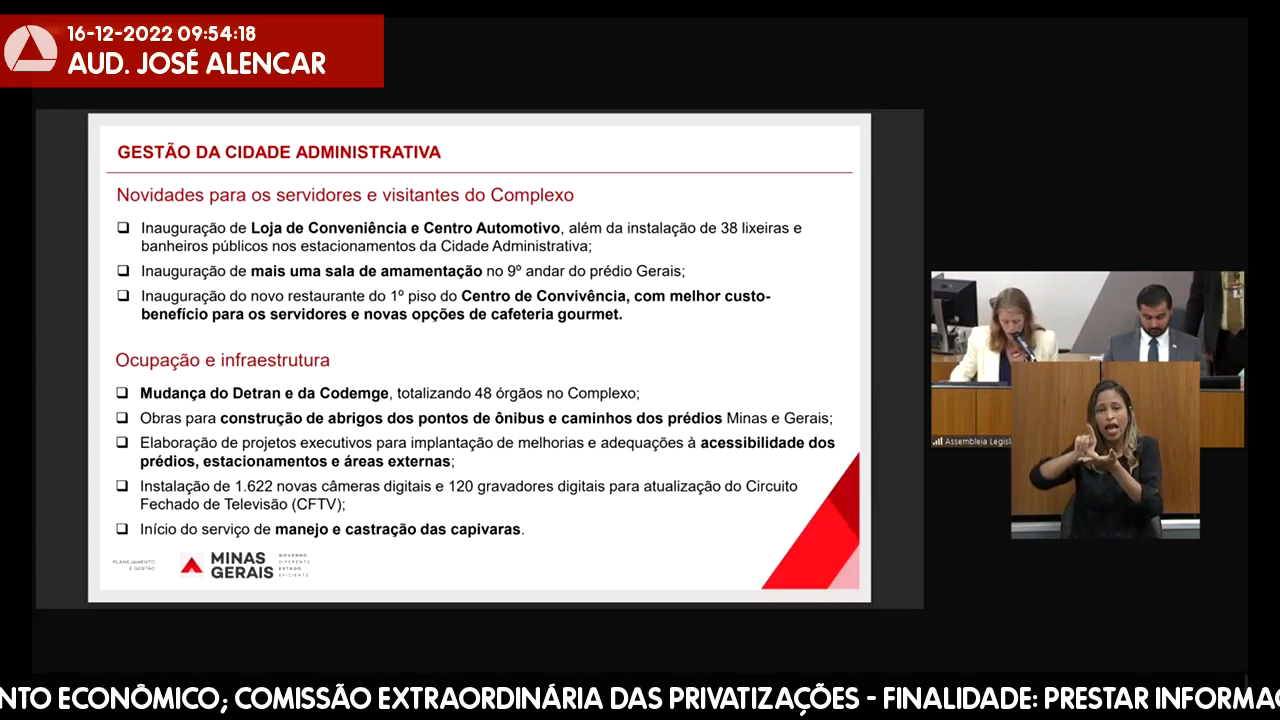 16-12-2022 09:54:18
AUD. JOSÉ ALENCAR
GESTÃO DA CIDADE ADMINISTRATIVA
Novidades para os servidores e visitantes do Complexo
Inauguração de Loja de Conveniência e Centro Automotivo, além da instalação de 38 lixeiras e
banheiros públicos nos estacionamentos da Cidade Administrativa;
Inauguração de mais uma sala de amamentação no 9º andar do prédio Gerais;
Inauguração do novo restaurante do 1º piso do Centro de Convivência, com melhor custo-
benefício para os servidores e novas opções de cafeteria gourmet.
Ocupação e infraestrutura
Mudança do Detran e da Codemge, totalizando 48 órgãos no Complexo;
Obras para construção de abrigos dos pontos de ônibus e caminhos dos prédios Minas e Gerais;
Elaboração de projetos executivos para implantação de melhorias e adequações à acessibilidade dos
prédios, estacionamentos e áreas externas;
Instalação de 1.622 novas câmeras digitais e 120 gravadores digitais para atualização do Circuito
Fechado de Televisão (CFTV);
Início do serviço de manejo e castração das capivaras.
PLANEJAMENTO
E GESTÃO
MINAS
GERAIS
GOVERNO
DIFERENTE
ESTADO
EFICIENTE
Assembleia Legisl
NTO ECONÔMICO; COMISSÃO EXTRAORDINÁRIA DAS PRIVATIZAÇÕES - FINALIDADE: PRESTAR INFORMAÇ